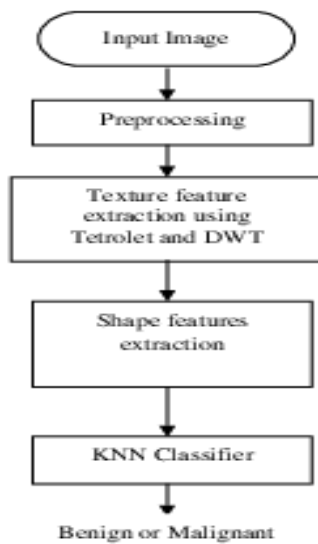 Input Image
Preprocessing
Texture feature
extraction using
Tetrolet and DWT
Shape features
extraction
KNN Classifier
Benign or Malignant